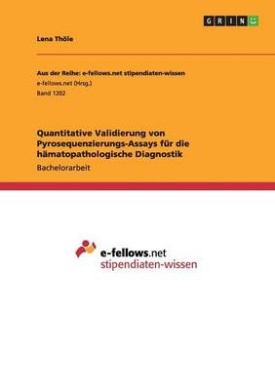 GRIN
Lena Thöle
Aus der Reihe: e-fellows.net stipendiaten-wissen
e-fellows.net (Hrsg.)
Band 1202
Quantitative Validierung von
Pyrosequenzierungs-Assays für die
hämatopathologische Diagnostik
Bachelorarbeit
e-fellows.net
stipendiaten-wissen